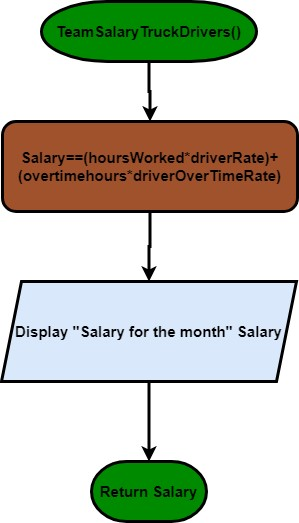 TeamSalaryTruckDrivers()
Salary==(hoursWorked*driverRate)+
(overtimehours*driverOverTimeRate)
Display "Salary for the month" Salary
Return Salary